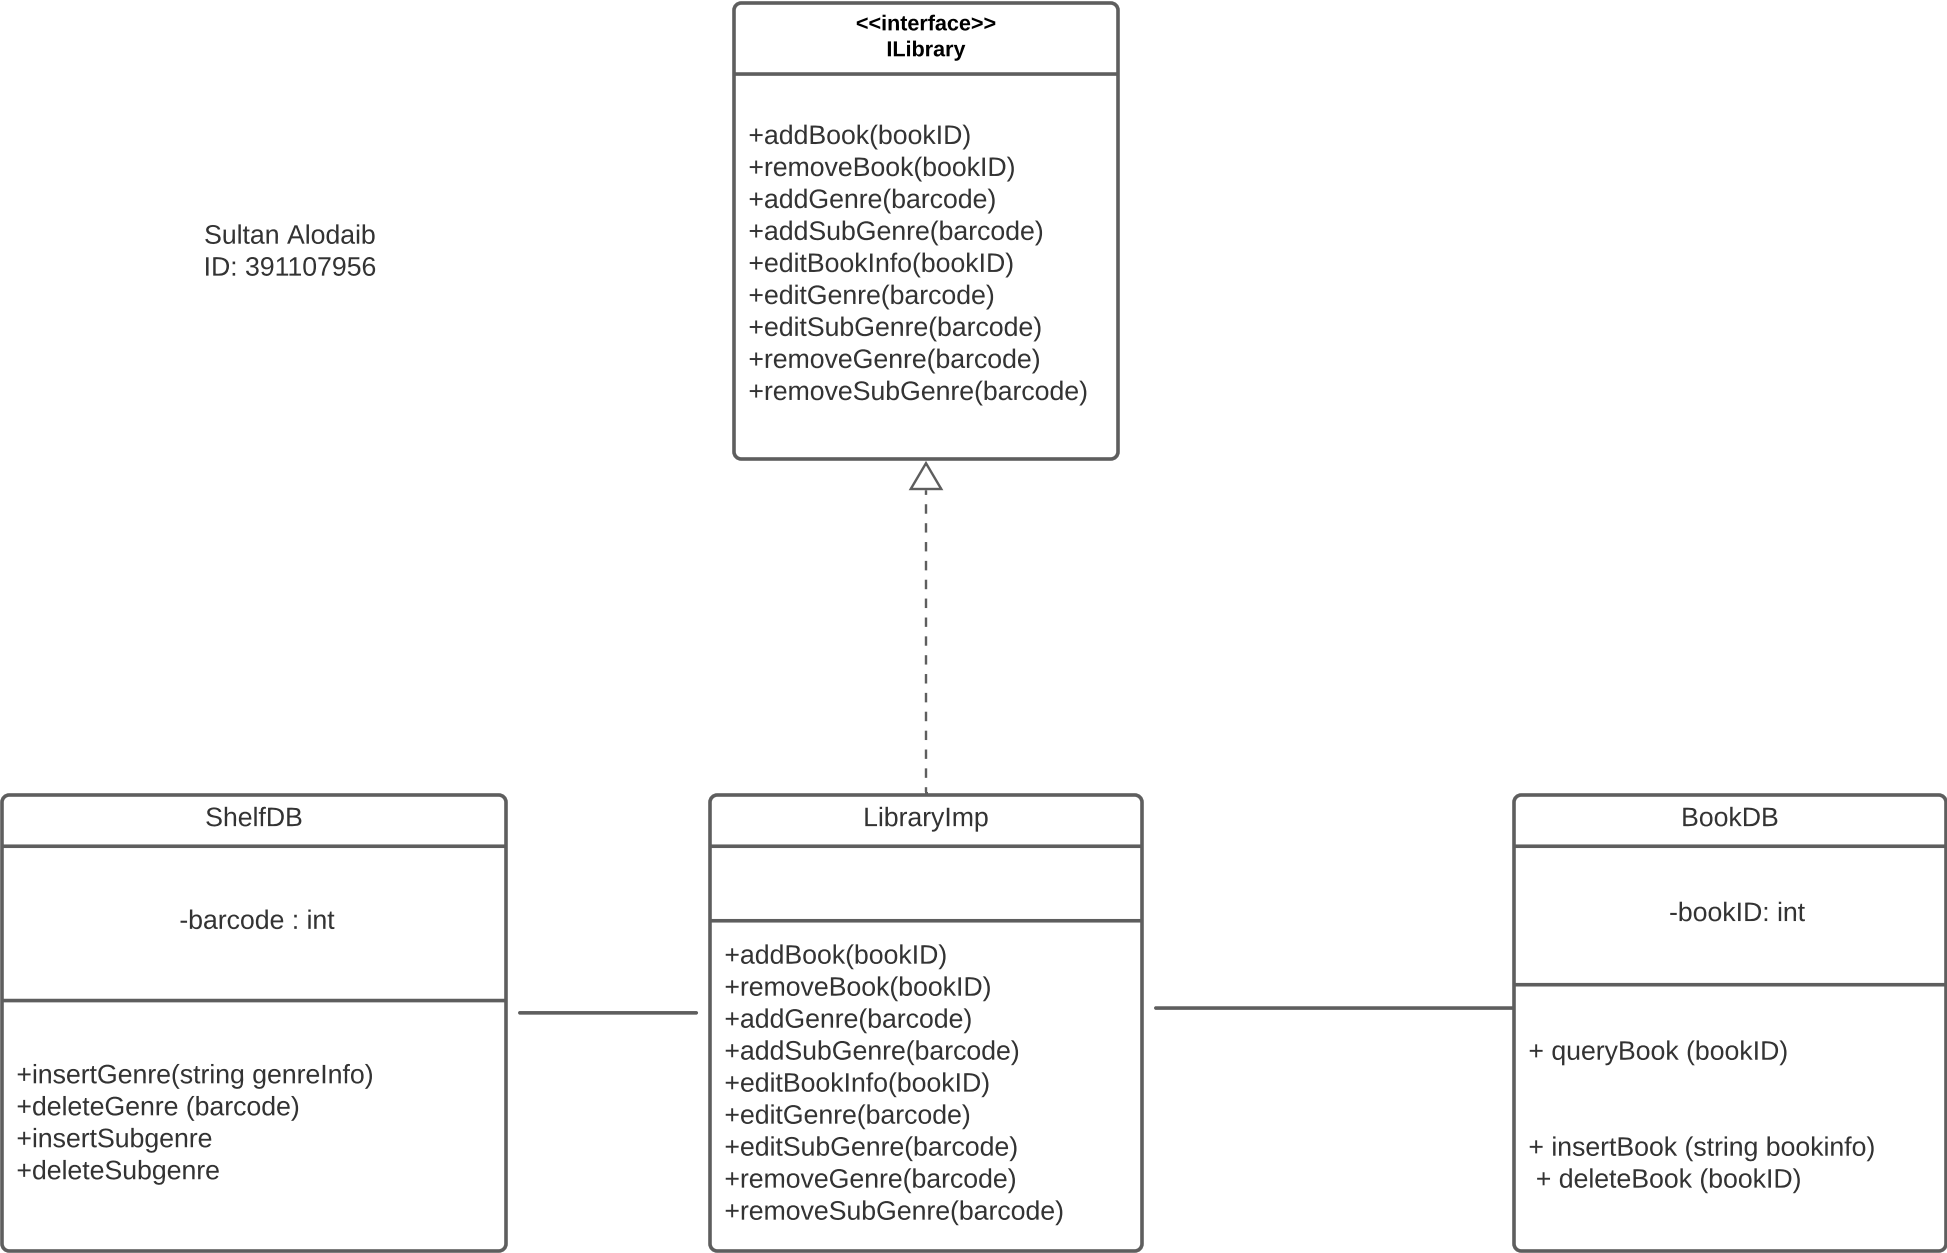 <<interface>>
ILibrary
+addBook(bookID)
+removeBook(bookID)
+addGenre(barcode)
+addSubGenre(barcode)
+editBookInfo(bookID)
+editGenre(barcode)
+editSubGenre(barcode)
+removeGenre(barcode)
+removeSubGenre(barcode)
Sultan Alodaib
ID: 391107956
ShelfDB
-barcode : int
+insertGenre(string genreInfo)
+deleteGenre (barcode)
+insertSubgenre
+deleteSubgenre
LibraryImp
+addBook(bookID)
+removeBook(bookID)
+addGenre(barcode)
+addSubGenre(barcode)
+editBookInfo(bookID)
+editGenre(barcode)
+editSubGenre(barcode)
+removeGenre(barcode)
+removeSubGenre(barcode)
BookDB
-bookID: int
+ queryBook (bookID)
+ insertBook (string bookinfo)
+ deleteBook (bookID)